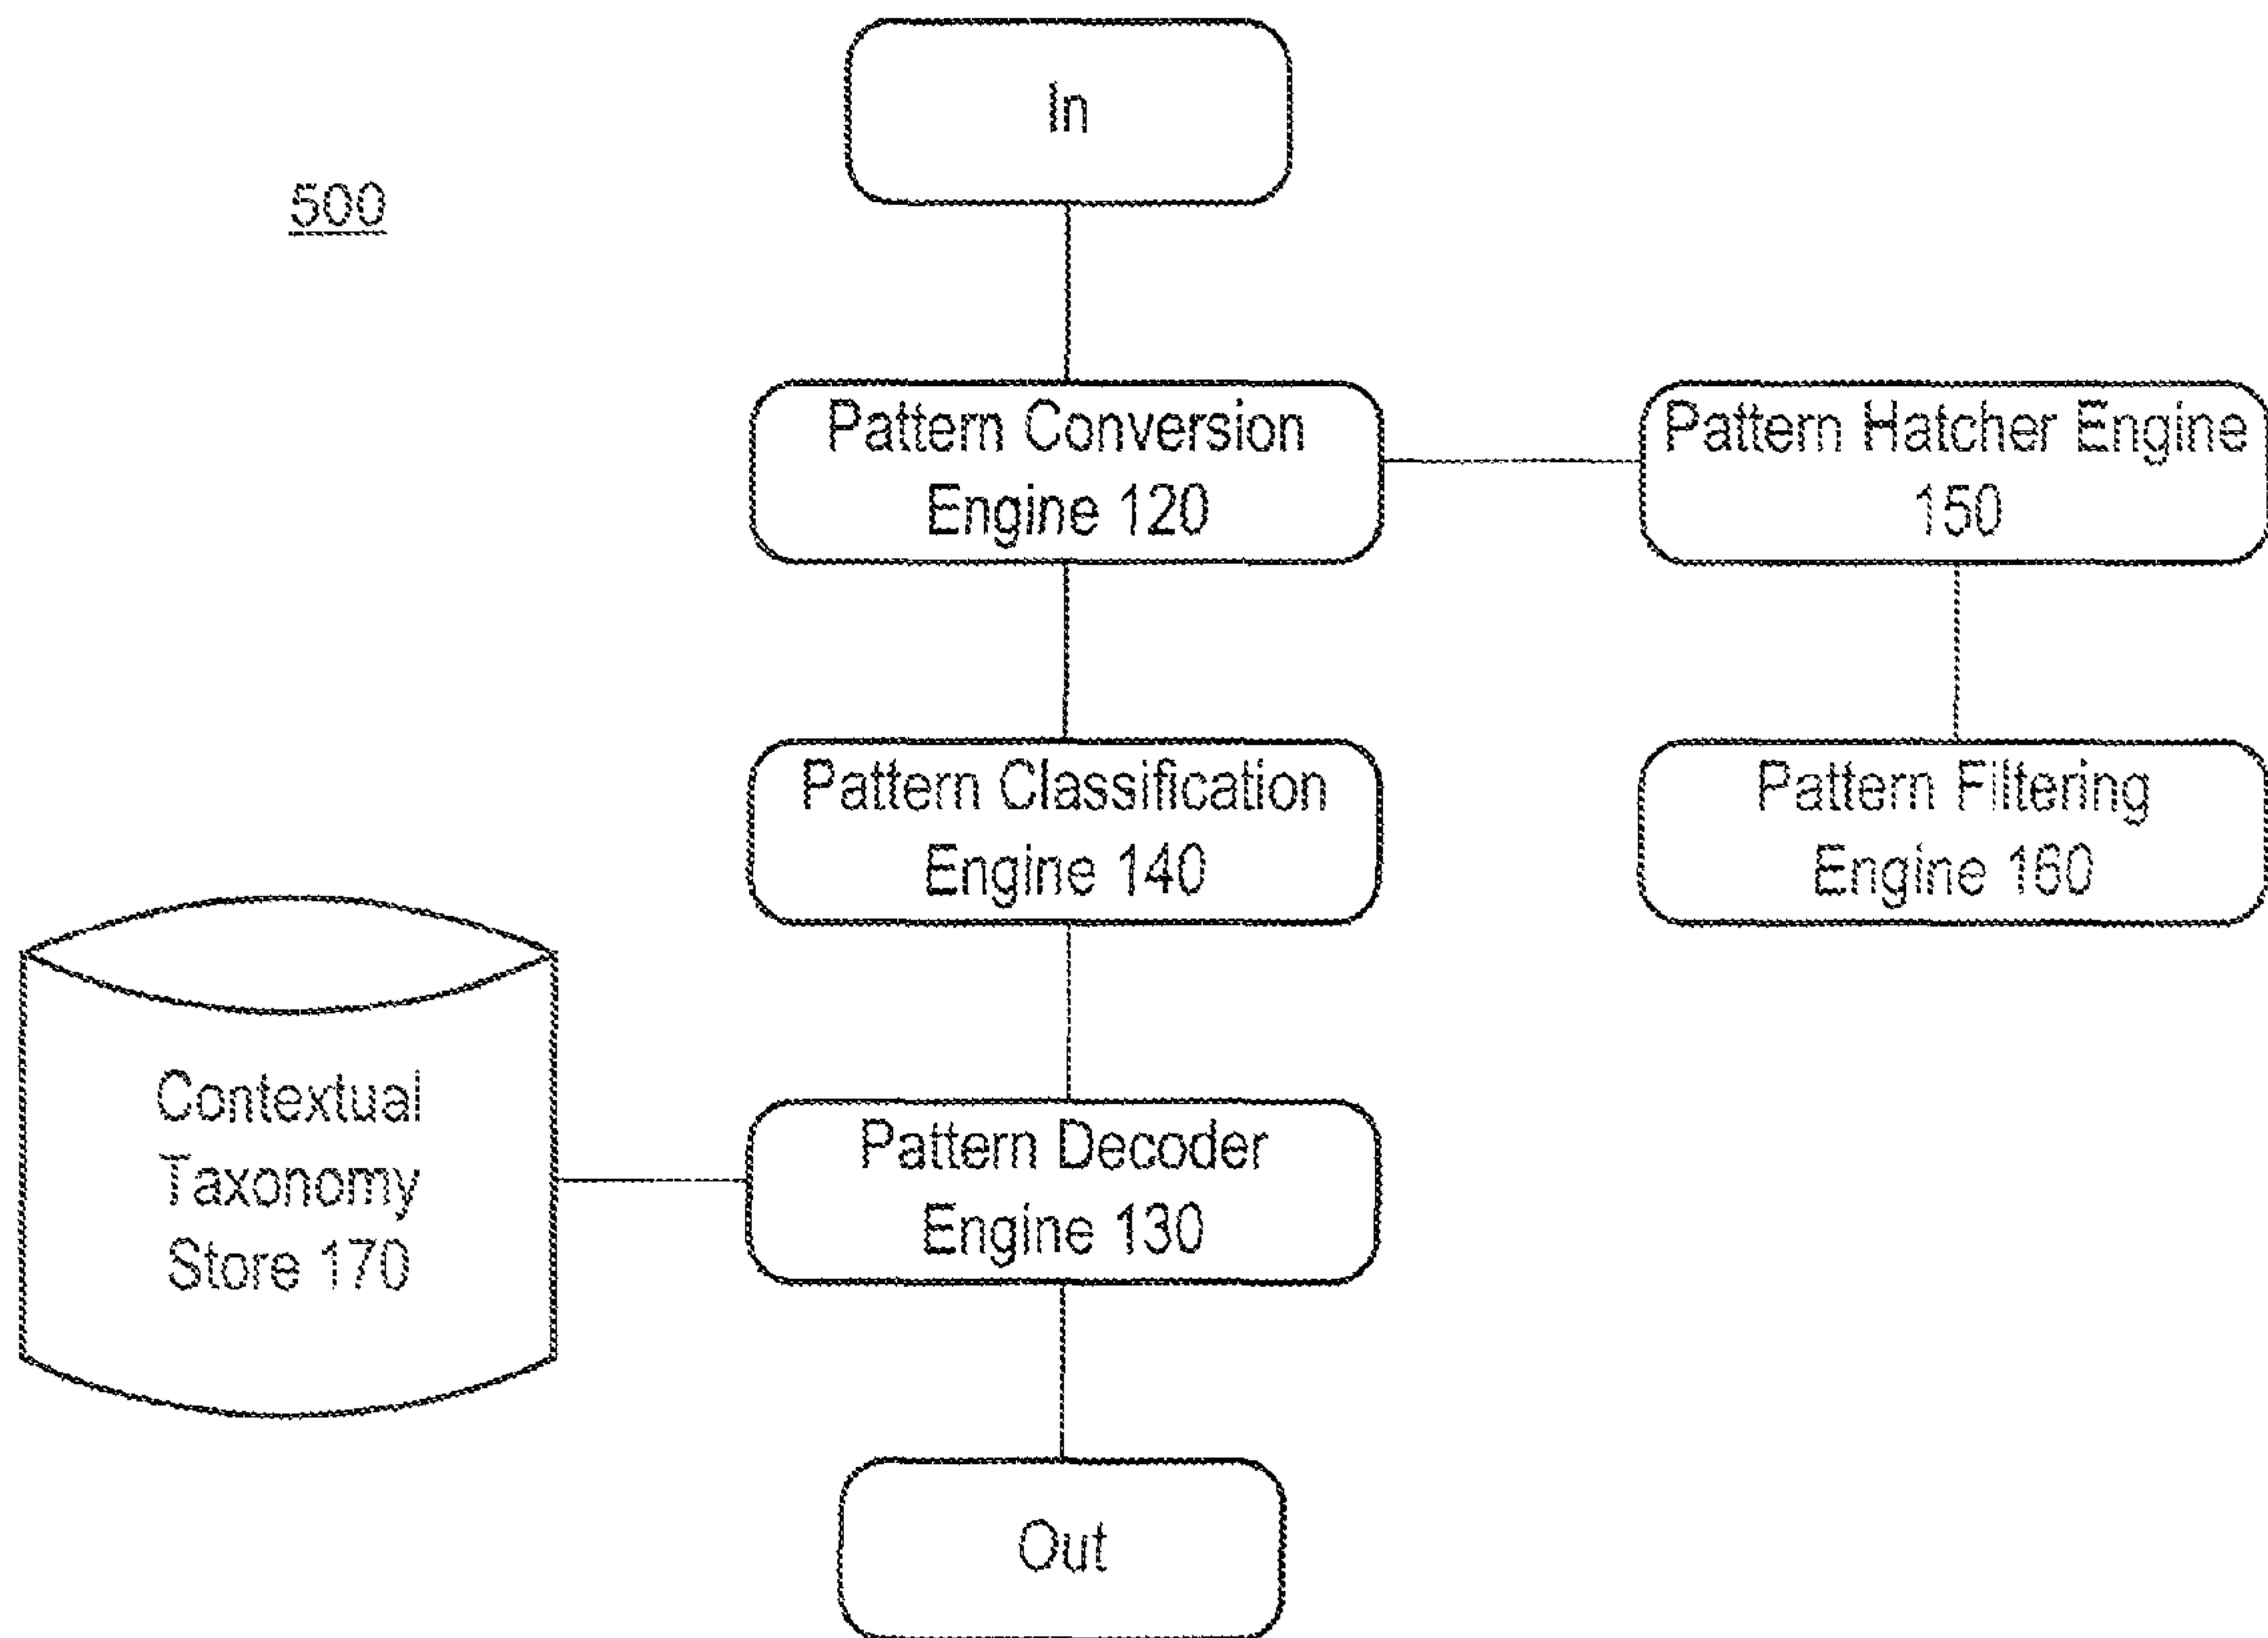 In
500
Pattern Conversion
Engine 120
Pattern Hatcher Engine
150
Pattern Classification
Engine 140
Pattern Filtering
Engine 160
Contextual
Taxonomy
Store 170
Pattern Decoder
Engine 130
Out